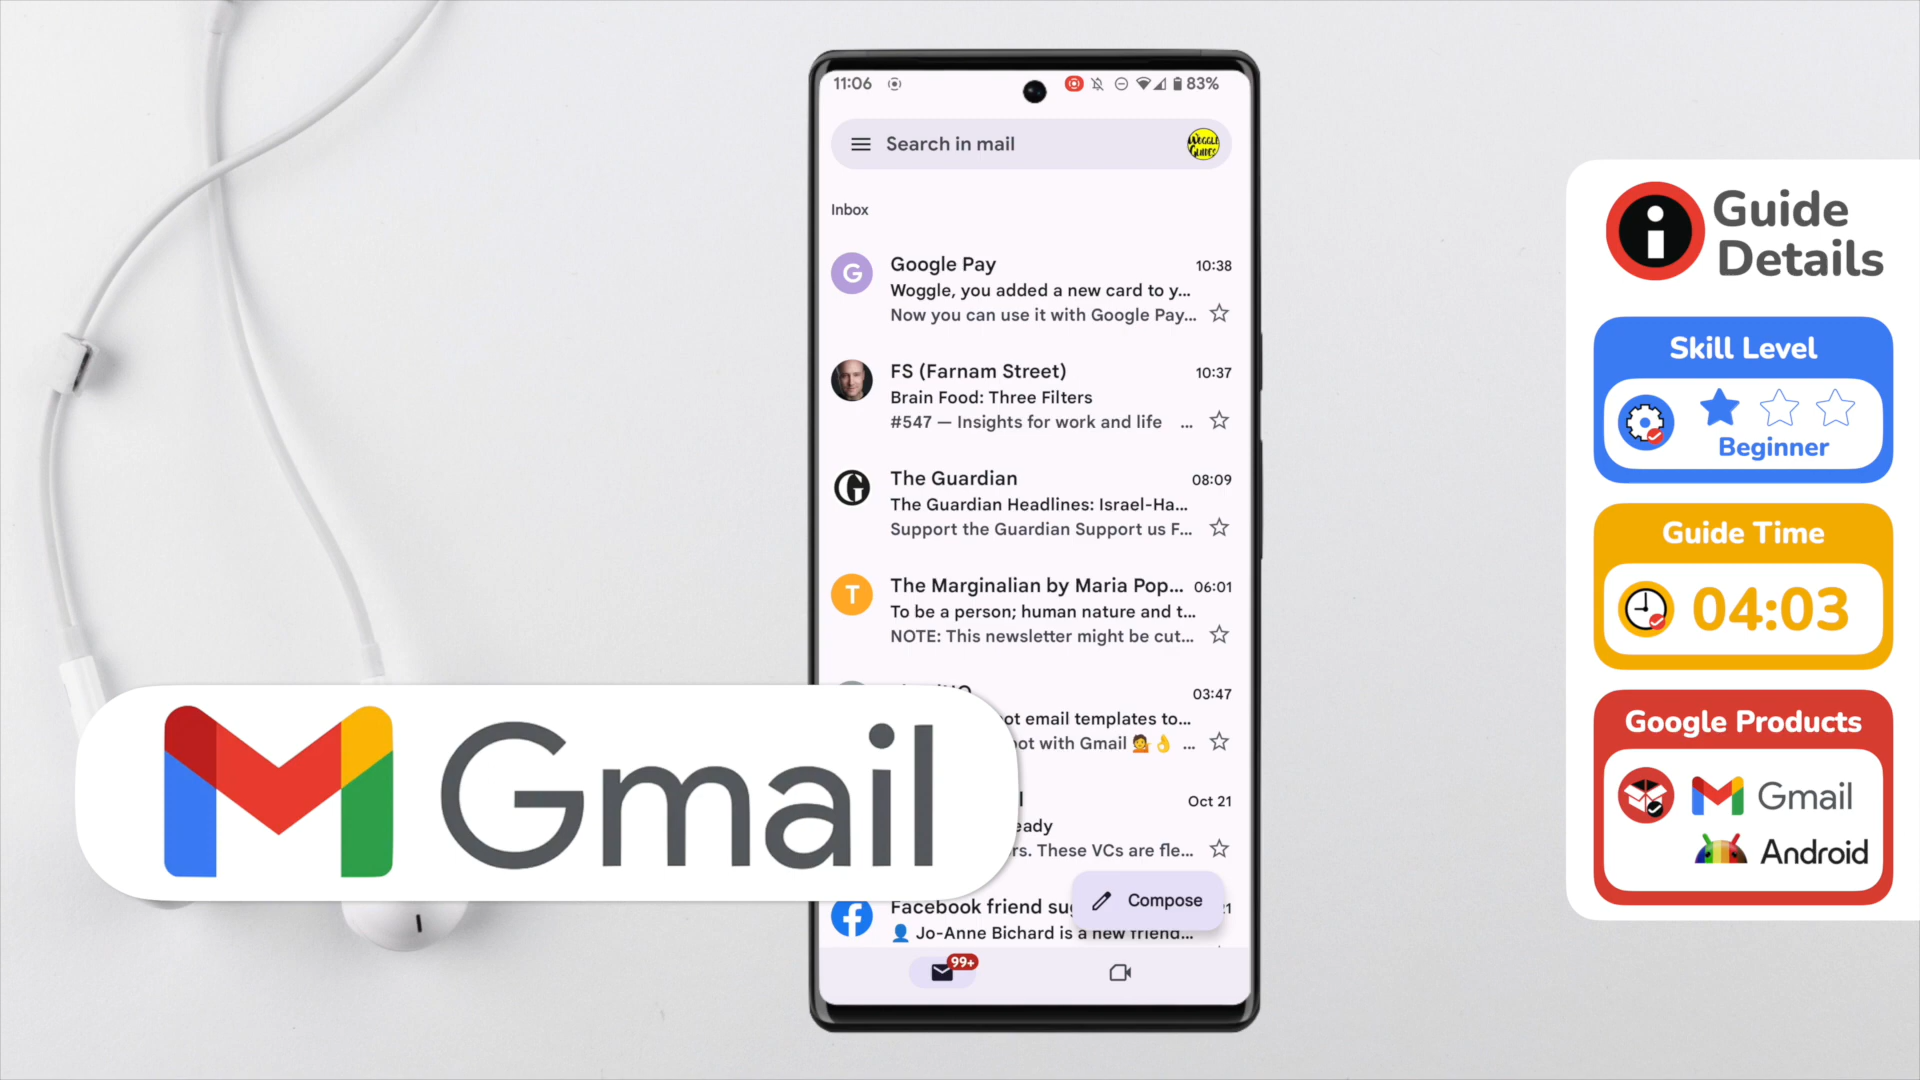 11:06
83%
Search in mail
WOGGLE
GUIDES
Inbox
G
Google Pay
10:38
Woggle, you added a new card to y...
Now you can use it with Google Pay...
FS (Farnam Street)
10:37
Brain Food: Three Filters
#547 — Insights for work and life ...
The Guardian
08:09
The Guardian Headlines: Israel-Ha...
Support the Guardian Support us F...
T
The Marginalian by Maria Pop...
06:01
To be a person; human nature and t...
NOTE: This newsletter might be cut...
03:47
ot email templates to...
ot with Gmail 💁👌 ...
Oct 21
eady
rs. These VCs are fle...
Facebook friend sug
👤 Jo-Anne Bichard is a new friend...
Compose
99+
Gmail
Guide
Details
Skill Level
Beginner
Guide Time
04:03
Google Products
Gmail
Android